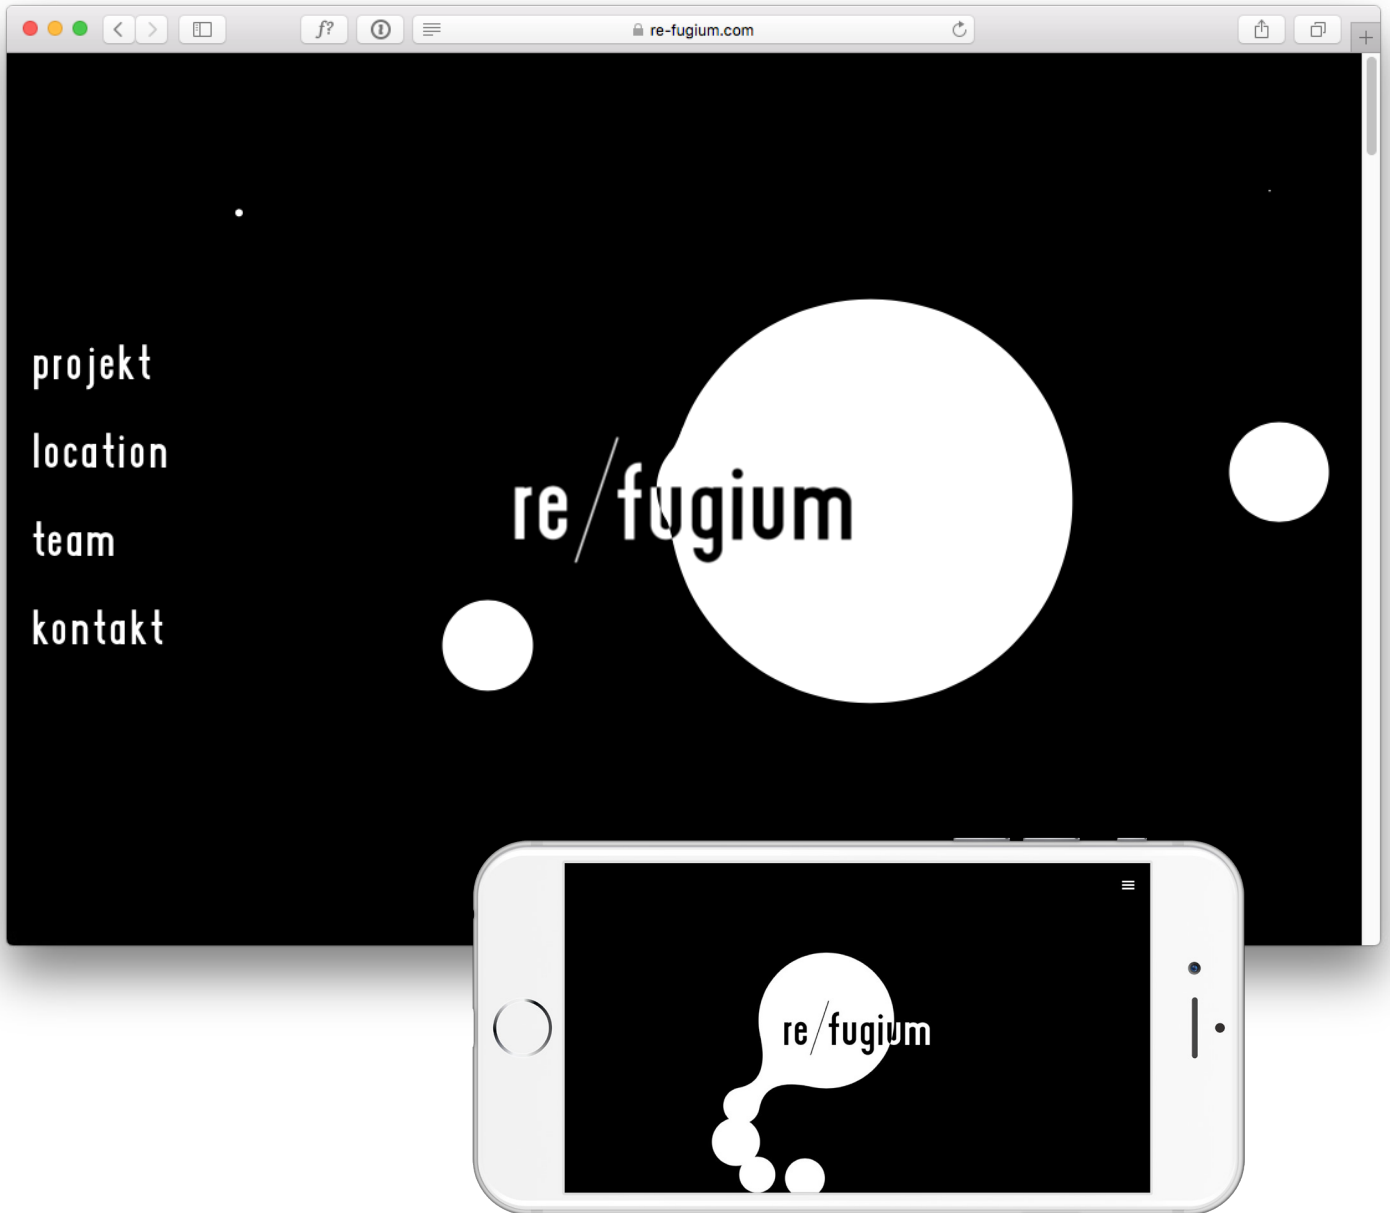 f?
re-fugium.com
projekt
location
team
kontakt
re/fugium
re/fugium